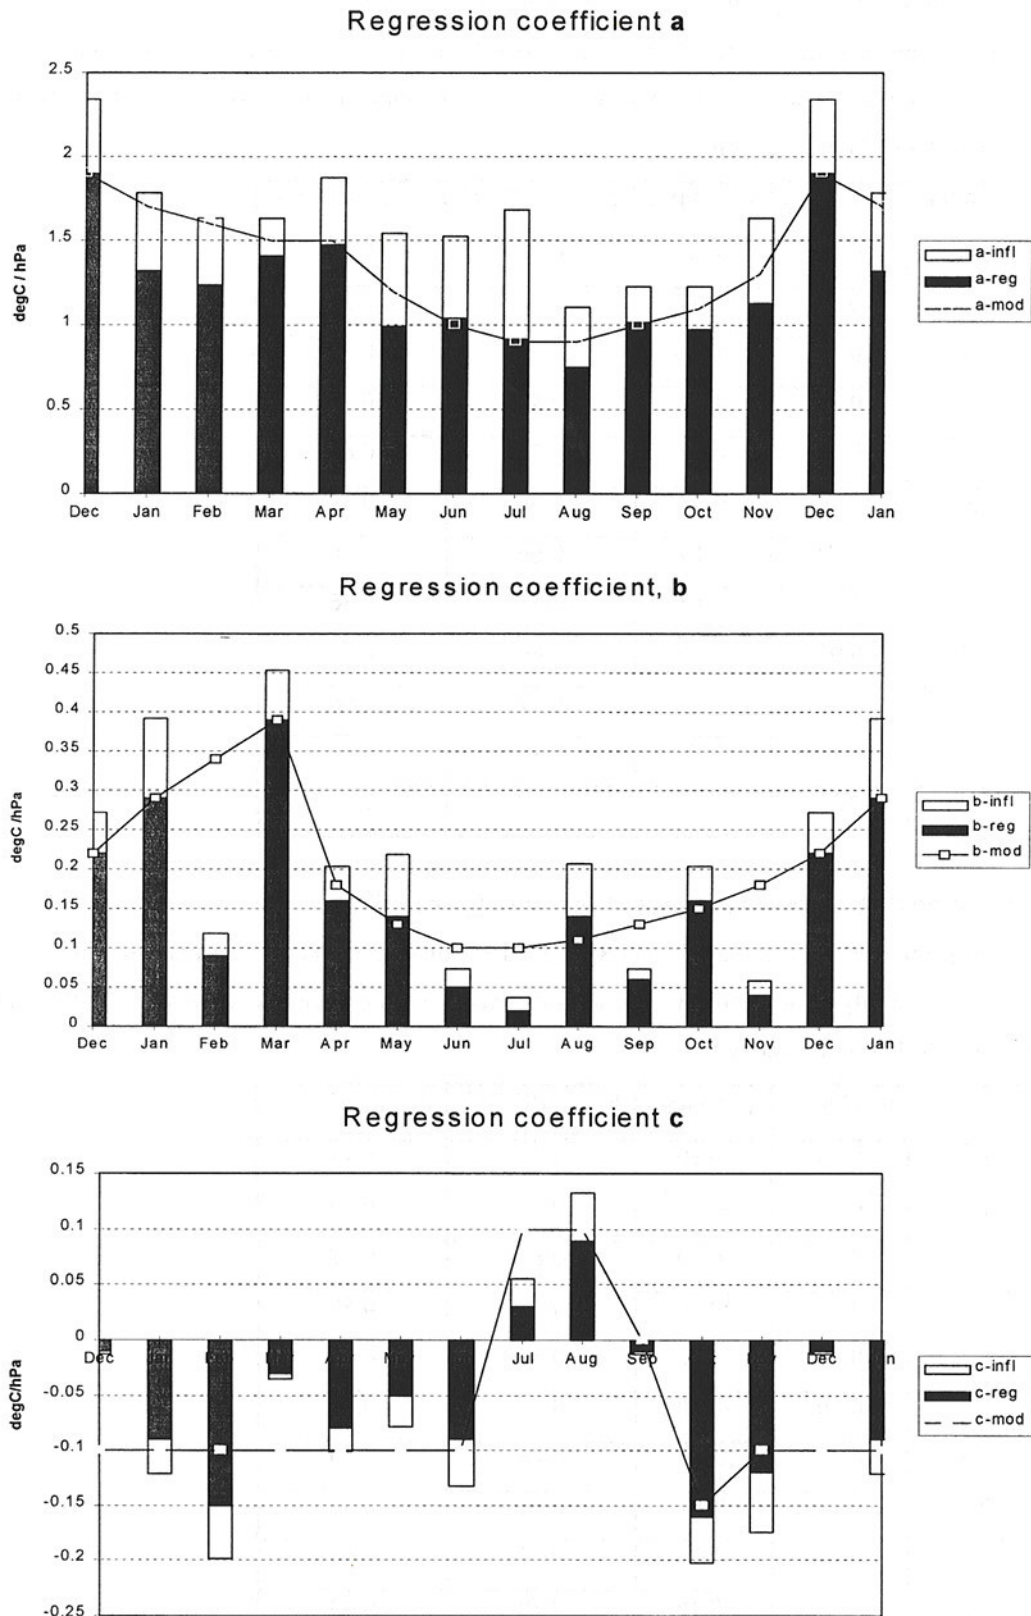 Regression coefficient a
2.5
2
1.5
1
0.5
0
degC / hPa
Dec Jan Feb Mar Apr May Jun Jul Aug Sep Oct Nov Dec Jan
a-infl
a-reg
a-mod
Regression coefficient, b
0.5
0.45
0.4
0.35
0.3
0.25
0.2
0.15
0.1
0.05
0
degC /hPa
Dec Jan Feb Mar Apr May Jun Jul Aug Sep Oct Nov Dec Jan
b-infl
b-reg
b-mod
Regression coefficient c
0.15
0.1
0.05
0
-0.05
-0.1
-0.15
-0.2
-0.25
degC/hPa
Dec Jul Aug Sep Dec
c-infl
c-reg
c-mod